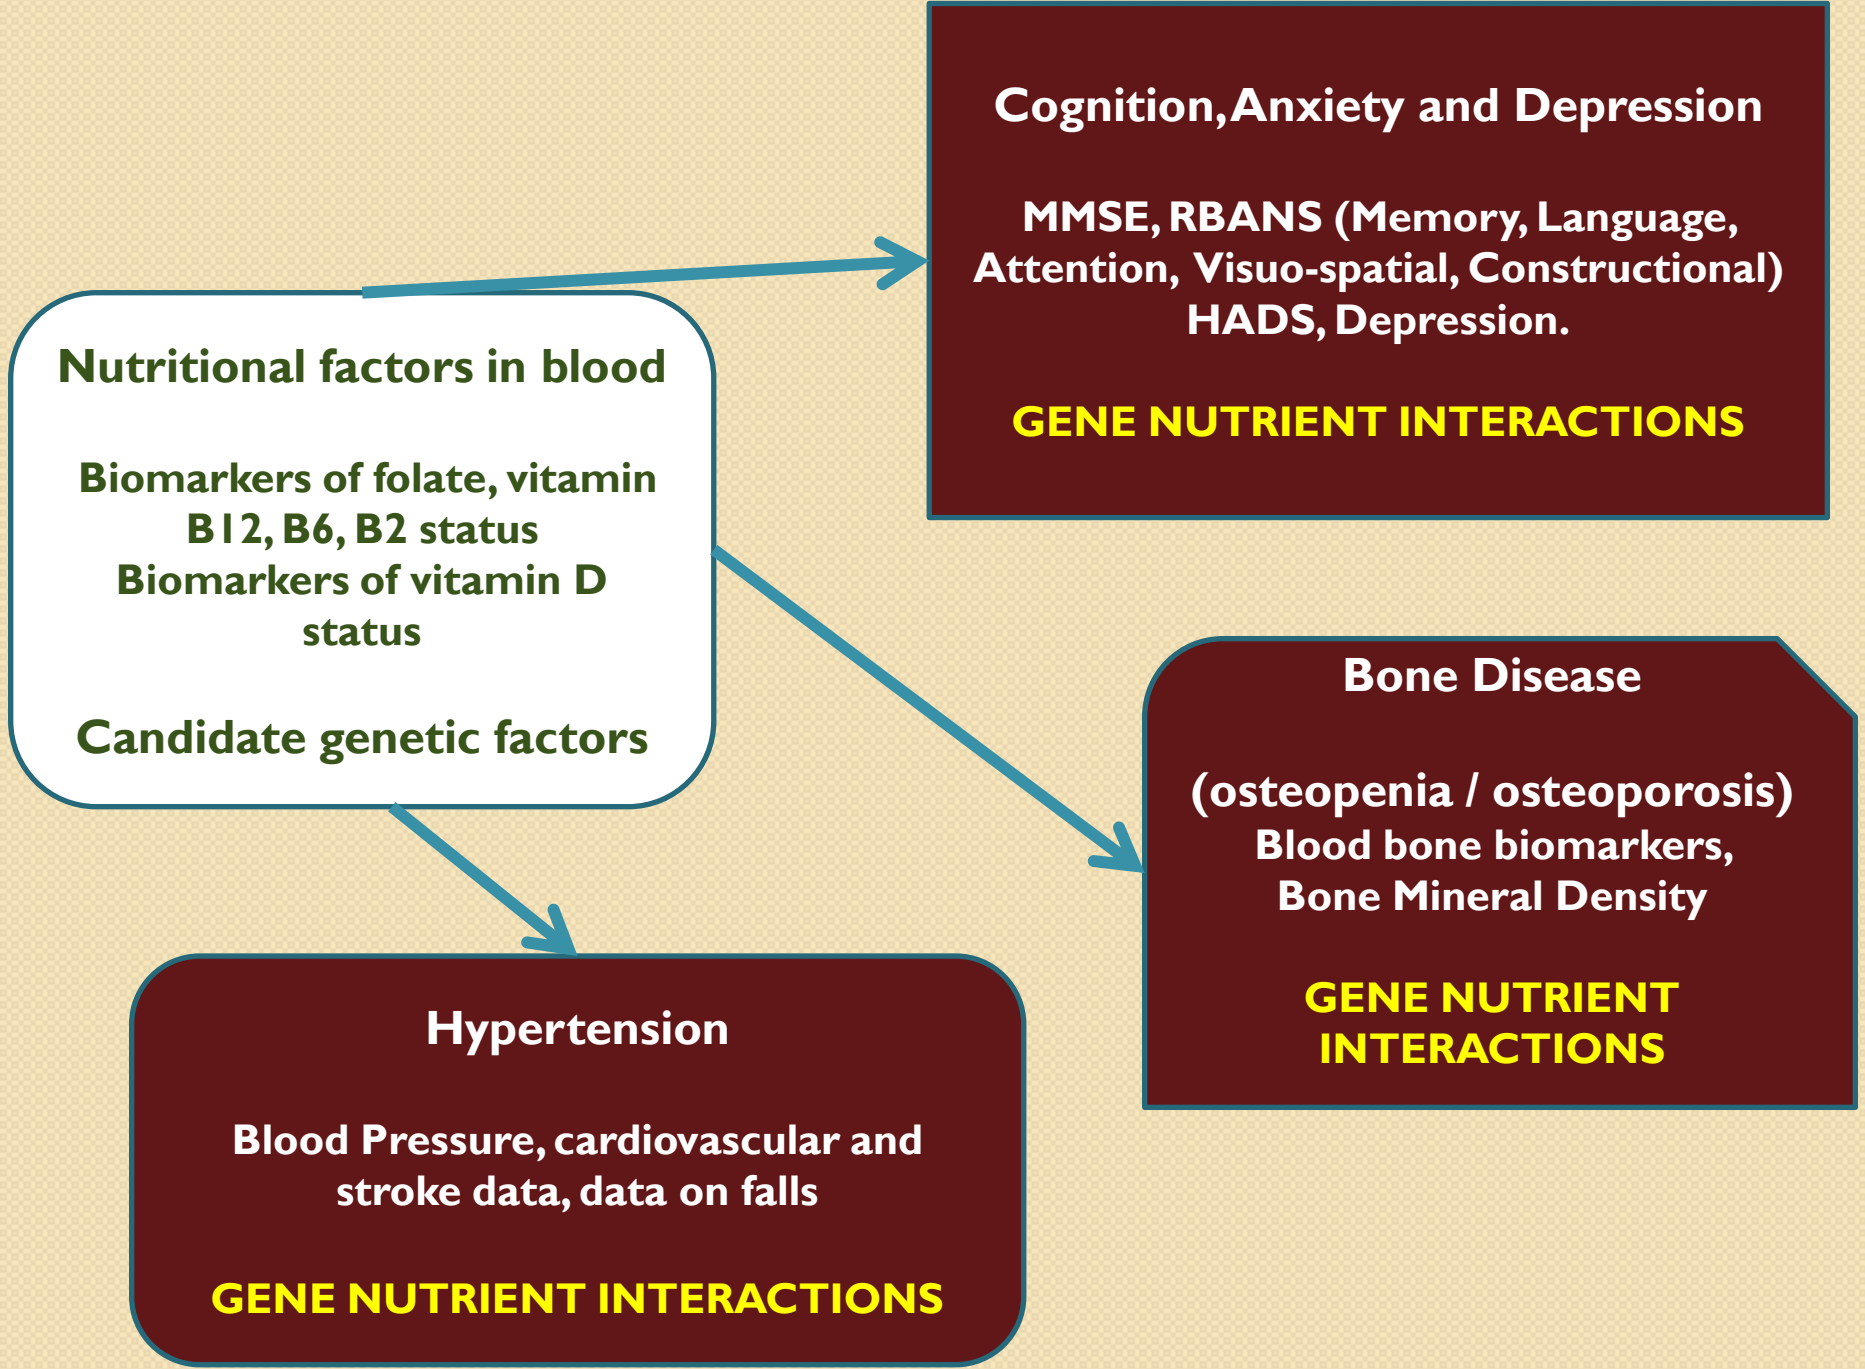 Cognition, Anxiety and Depression
MMSE, RBANS (Memory, Language,
Attention, Visuo-spatial, Constructional)
HADS, Depression.
GENE NUTRIENT INTERACTIONS
Nutritional factors in blood
Biomarkers of folate, vitamin
B12, B6, B2 status
Biomarkers of vitamin D
status
Candidate genetic factors
Bone Disease
(osteopenia / osteoporosis)
Blood bone biomarkers,
Bone Mineral Density
GENE NUTRIENT
INTERACTIONS
Hypertension
Blood Pressure, cardiovascular and
stroke data, data on falls
GENE NUTRIENT INTERACTIONS